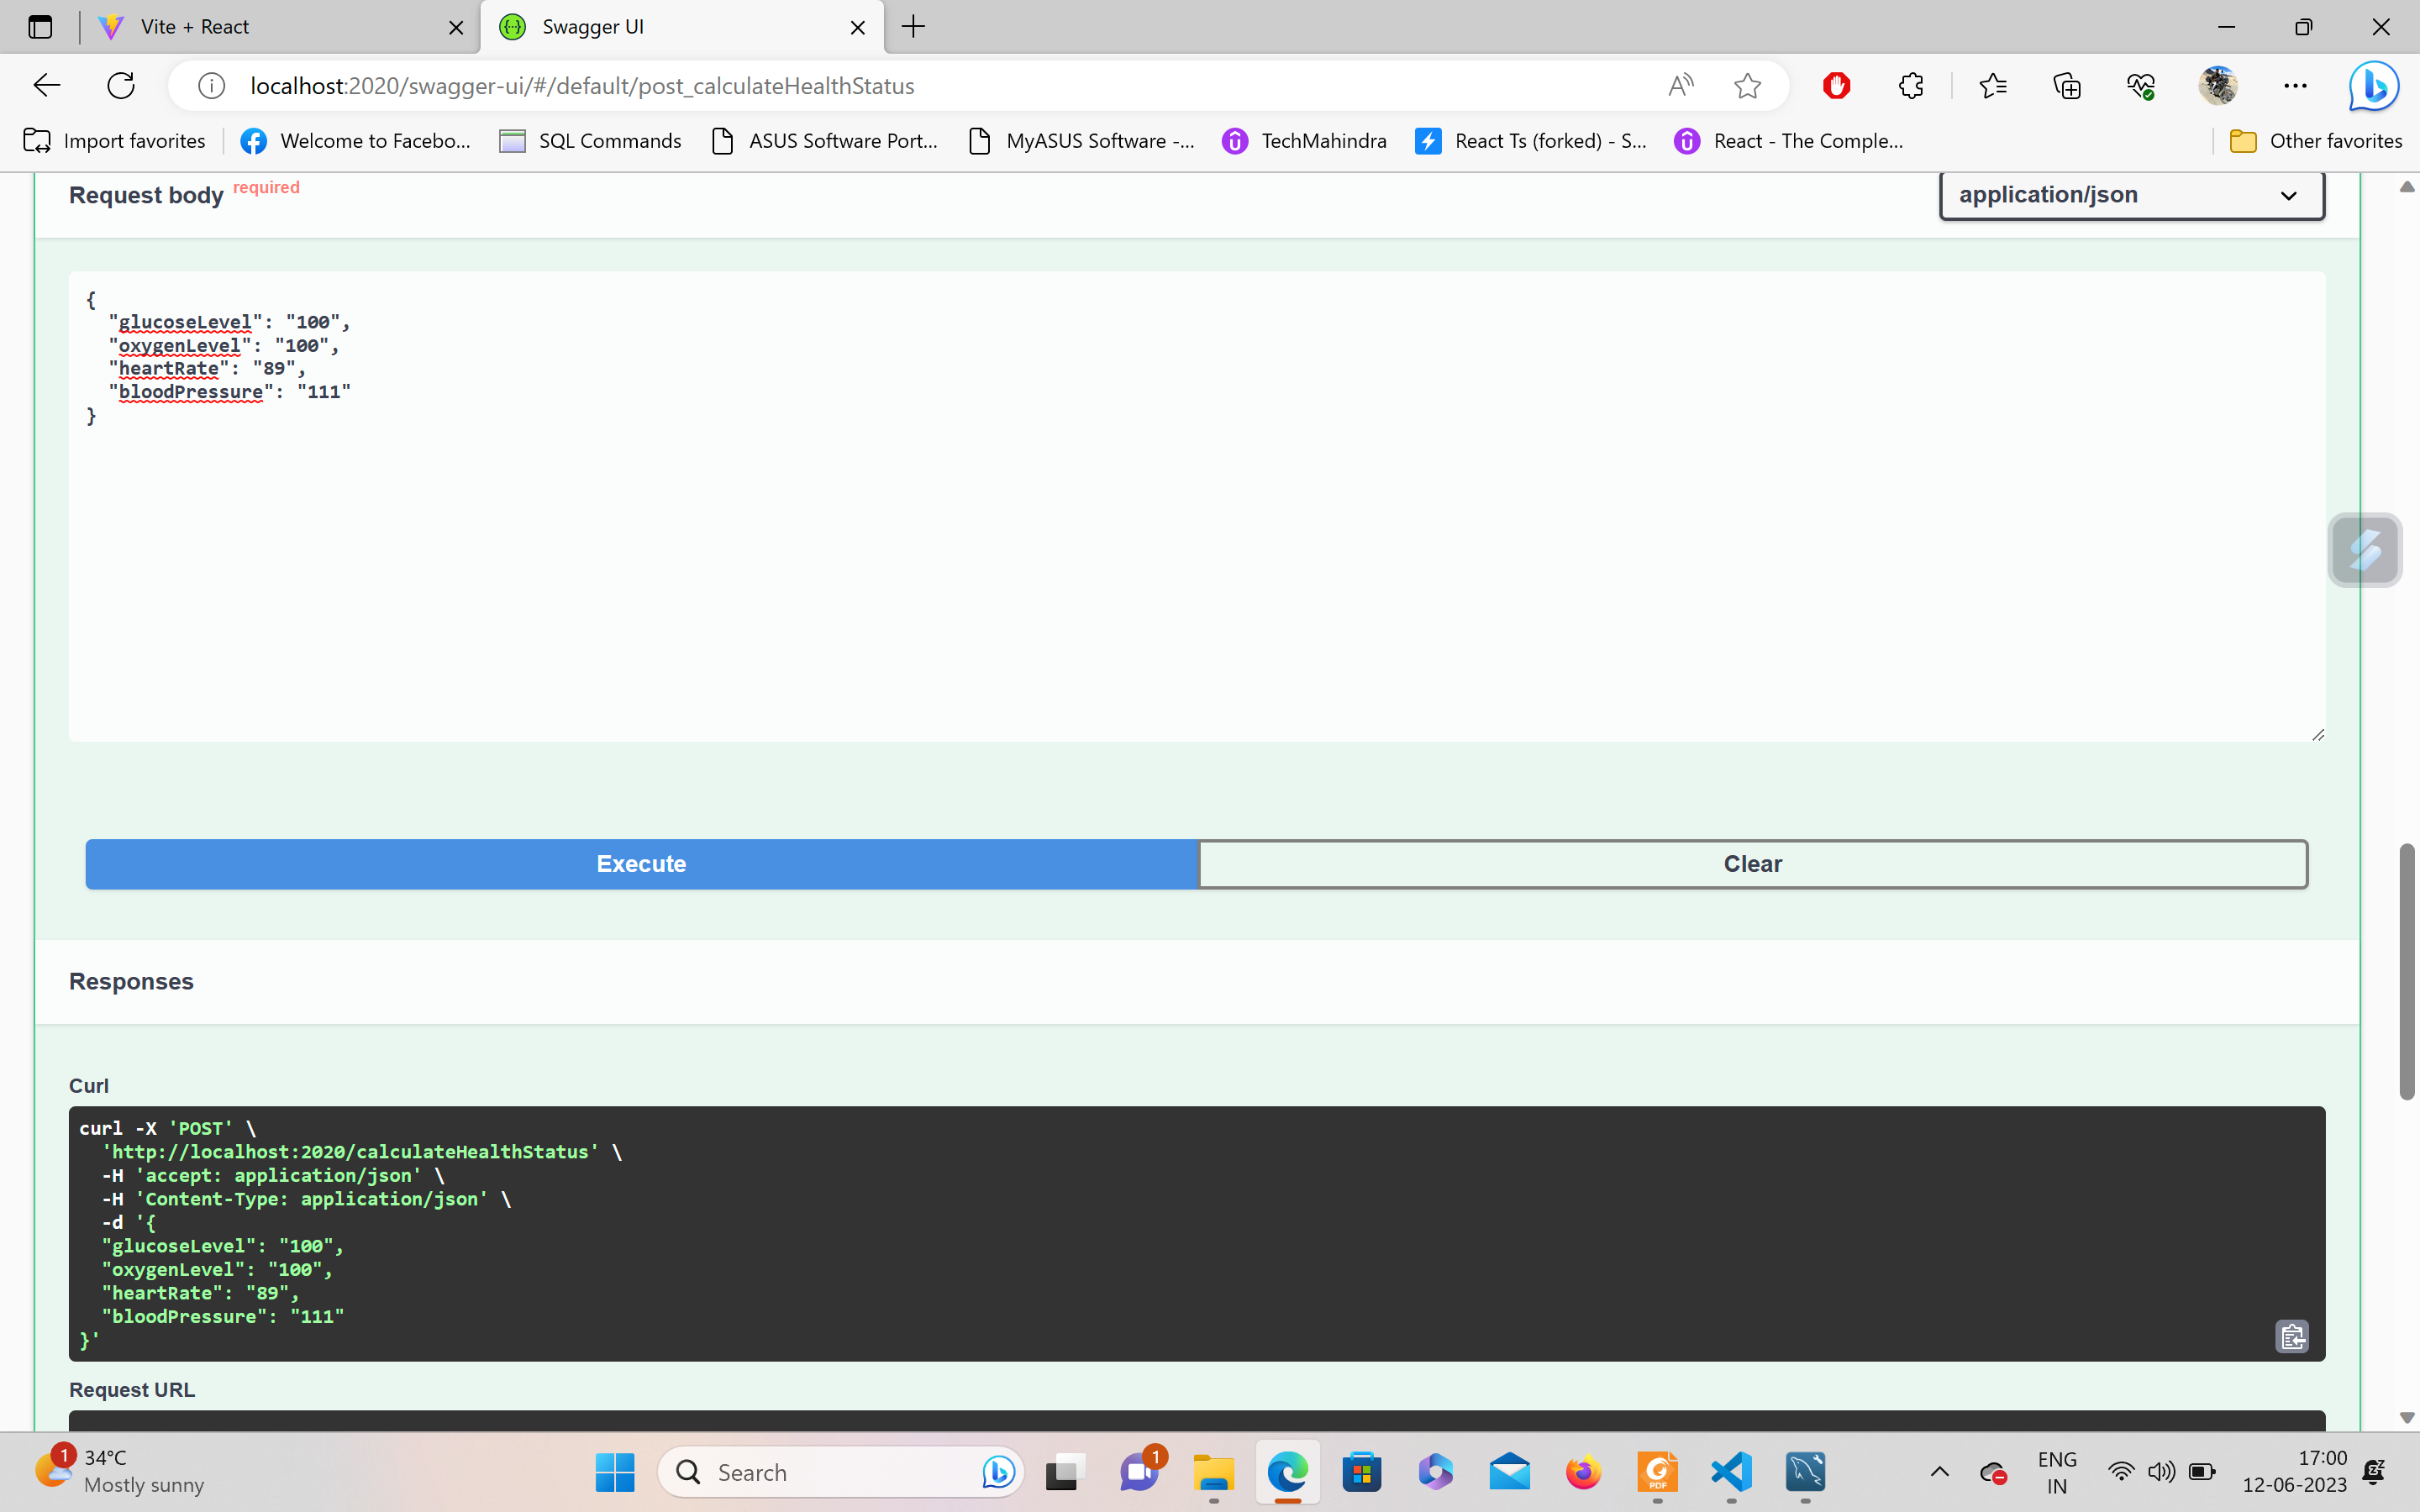 Vite + React
Swagger UI
localhost:2020/swagger-ui/#/default/post_calculateHealthStatus
Import favorites
Welcome to Facebo...
SQL Commands
ASUS Software Port...
MyASUS Software -...
TechMahindra
React Ts (forked) - S...
React - The Comple...
Other favorites
Request body required
application/json
{
  "glucoseLevel": "100",
  "oxygenLevel": "100",
  "heartRate": "89",
  "bloodPressure": "111"
}
Execute
Clear
Responses
Curl
curl -X 'POST' \
  'http://localhost:2020/calculateHealthStatus' \
  -H 'accept: application/json' \
  -H 'Content-Type: application/json' \
  -d '{
  "glucoseLevel": "100",
  "oxygenLevel": "100",
  "heartRate": "89",
  "bloodPressure": "111"
}'
Request URL
1
34°C
Mostly sunny
Search
1
PDF
ENG
IN
17:00
12-06-2023